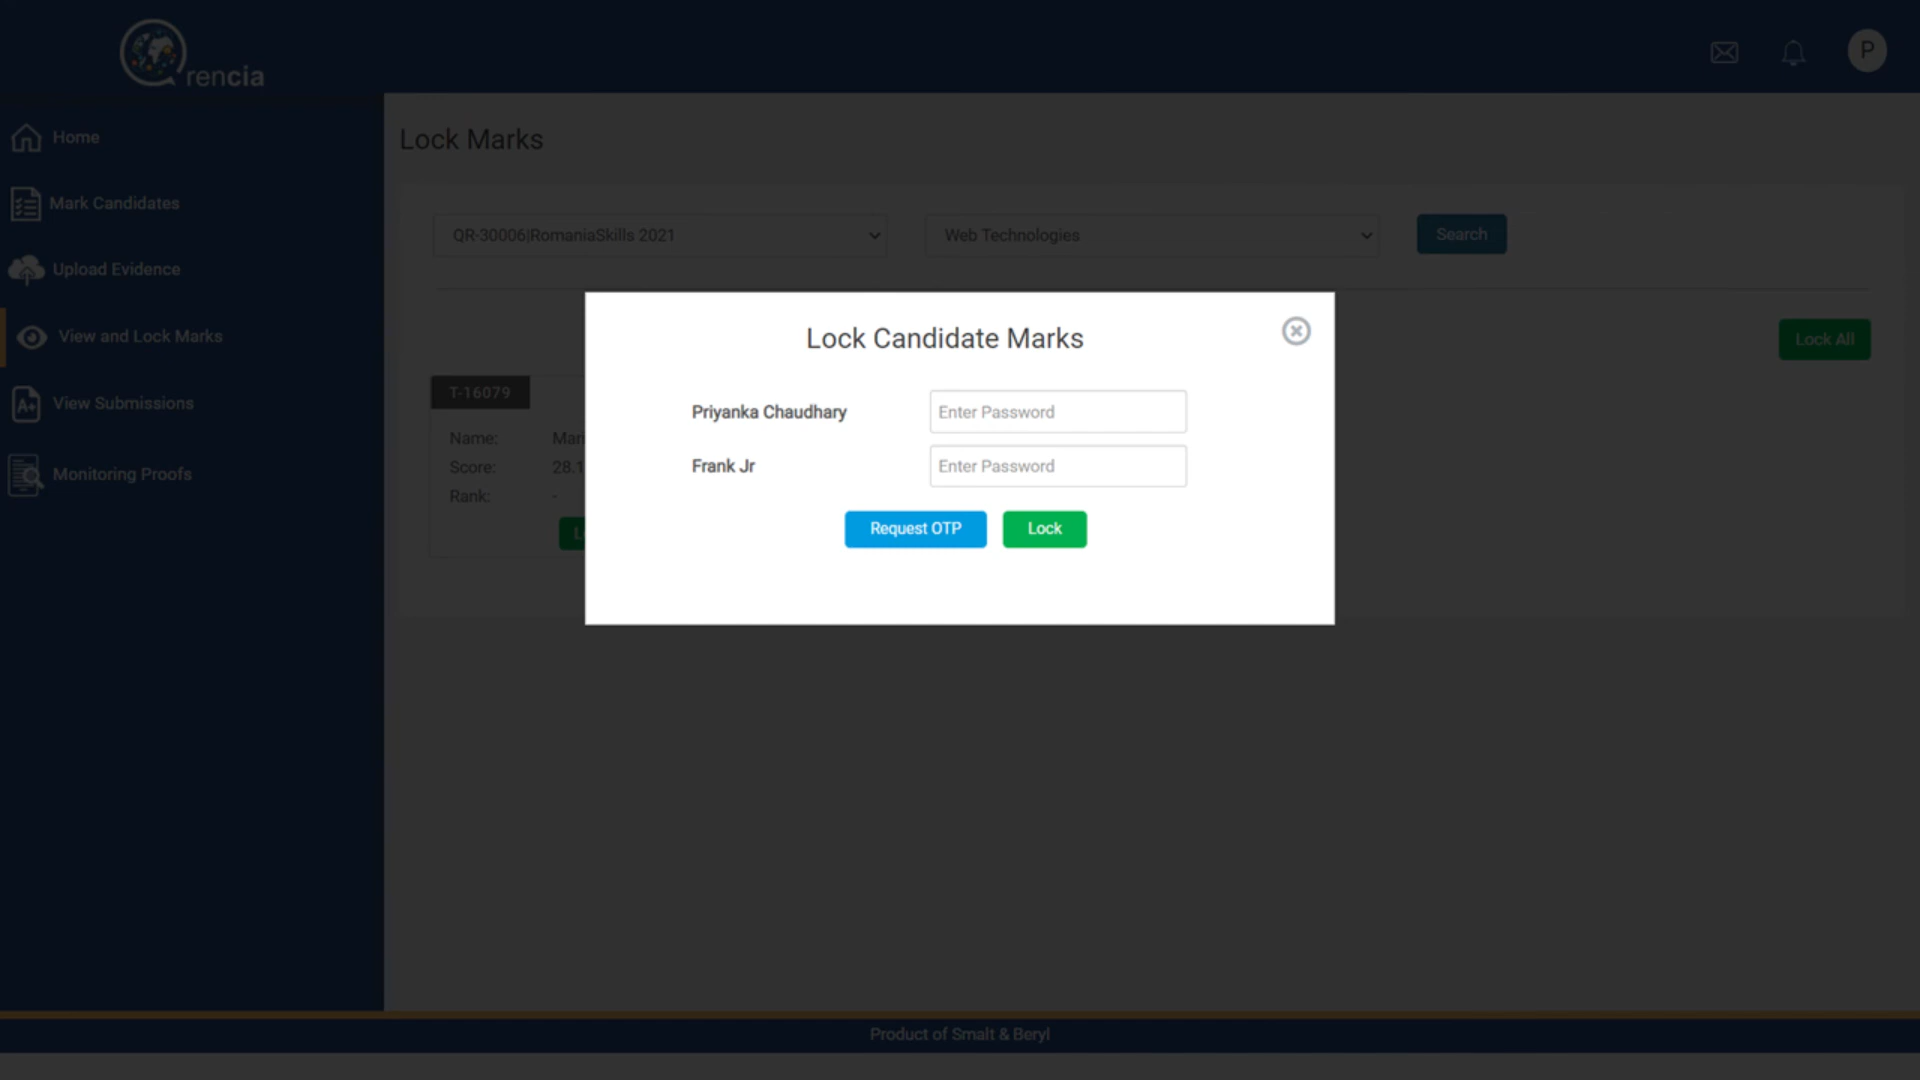 rencia
P
Home
Mark Candidates
Upload Evidence
View and Lock Marks
View Submissions
A+
Monitoring Proofs
Lock Marks
QR-30006|RomaniaSkills 2021
Web Technologies
Search
Lock All
T-16079
Name:
Score:
28.1
Rank: -
Lock Candidate Marks
Priyanka Chaudhary
Enter Password
Frank Jr
Enter Password
Request OTP
Lock
Product of Smalt & Beryl